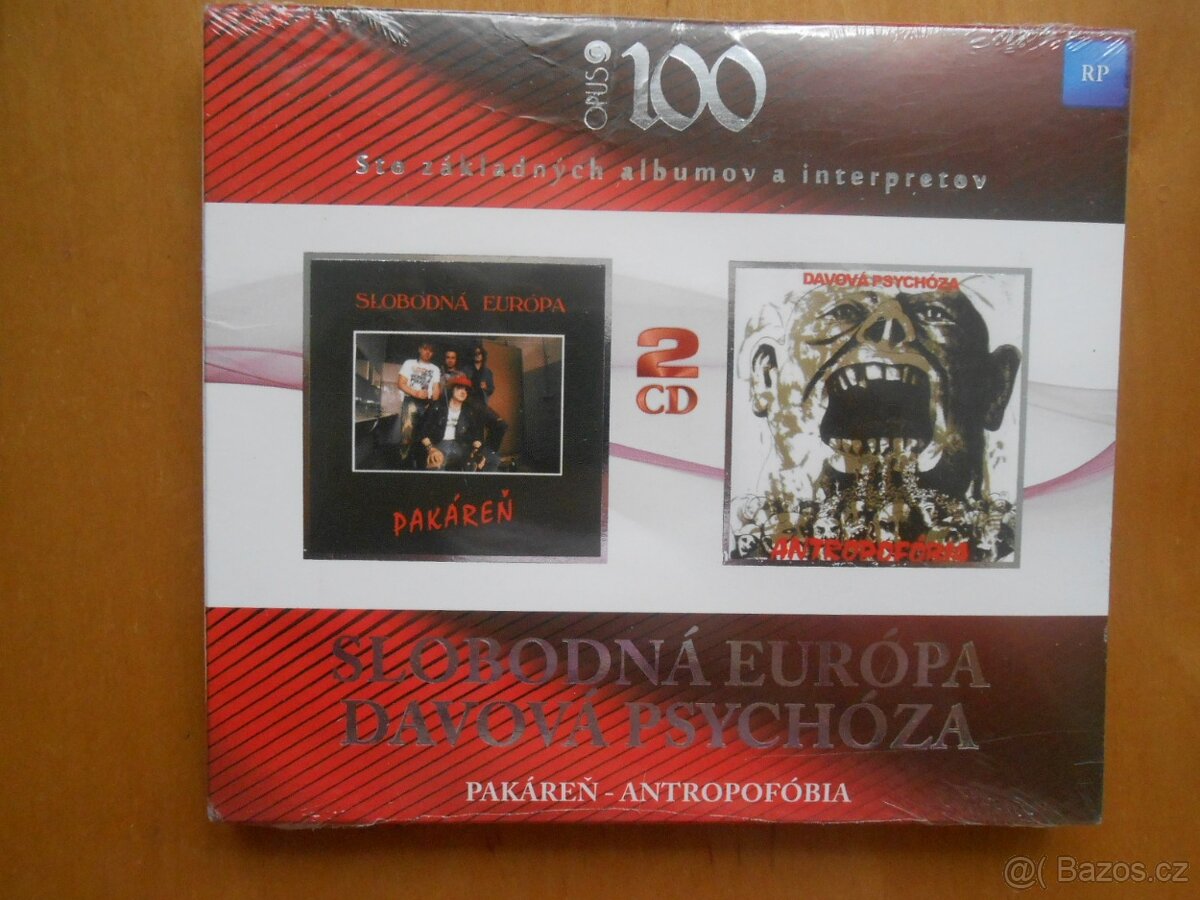 OPUS 100
RP
Sto základných albumov a interpretov
SLOBODNÁ EURÓPA
PAKÁREŇ
2
CD
DAVOVÁ PSYCHÓZA
ANTROPOFÓBIA
SLOBODNÁ EURÓPA
DAVOVÁ PSYCHÓZA
PAKÁREŇ - ANTROPOFÓBIA
@( Bazos.cz